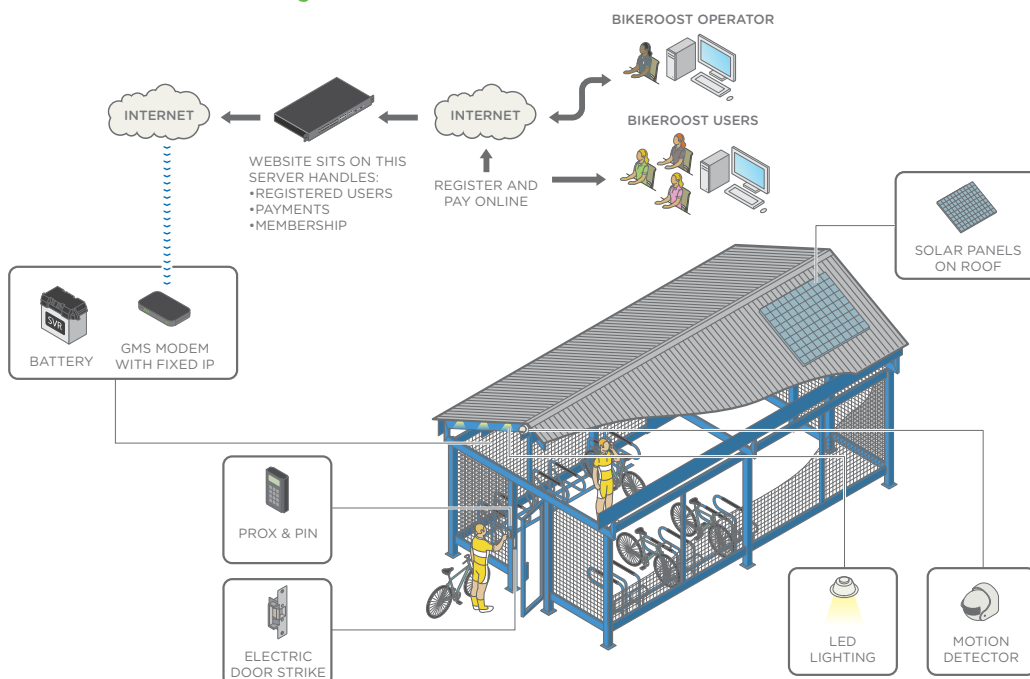 BIKEROOST OPERATOR
INTERNET
INTERNET
BIKEROOST USERS
WEBSITE SITS ON THIS
SERVER HANDLES:
•REGISTERED USERS
•PAYMENTS
•MEMBERSHIP
REGISTER AND
PAY ONLINE
SOLAR PANELS
ON ROOF
SVR
BATTERY
GMS MODEM
WITH FIXED IP
PROX & PIN
ELECTRIC
DOOR STRIKE
LED
LIGHTING
MOTION
DETECTOR